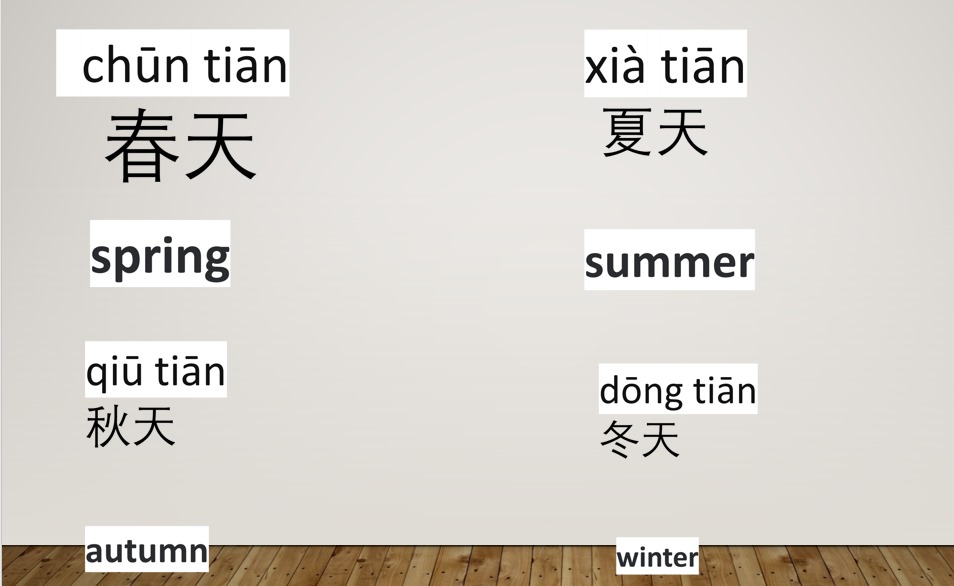 chūn tiān
春天
spring
xià tiān
夏天
summer
qiū tiān
秋天
autumn
dōng tiān
冬天
winter